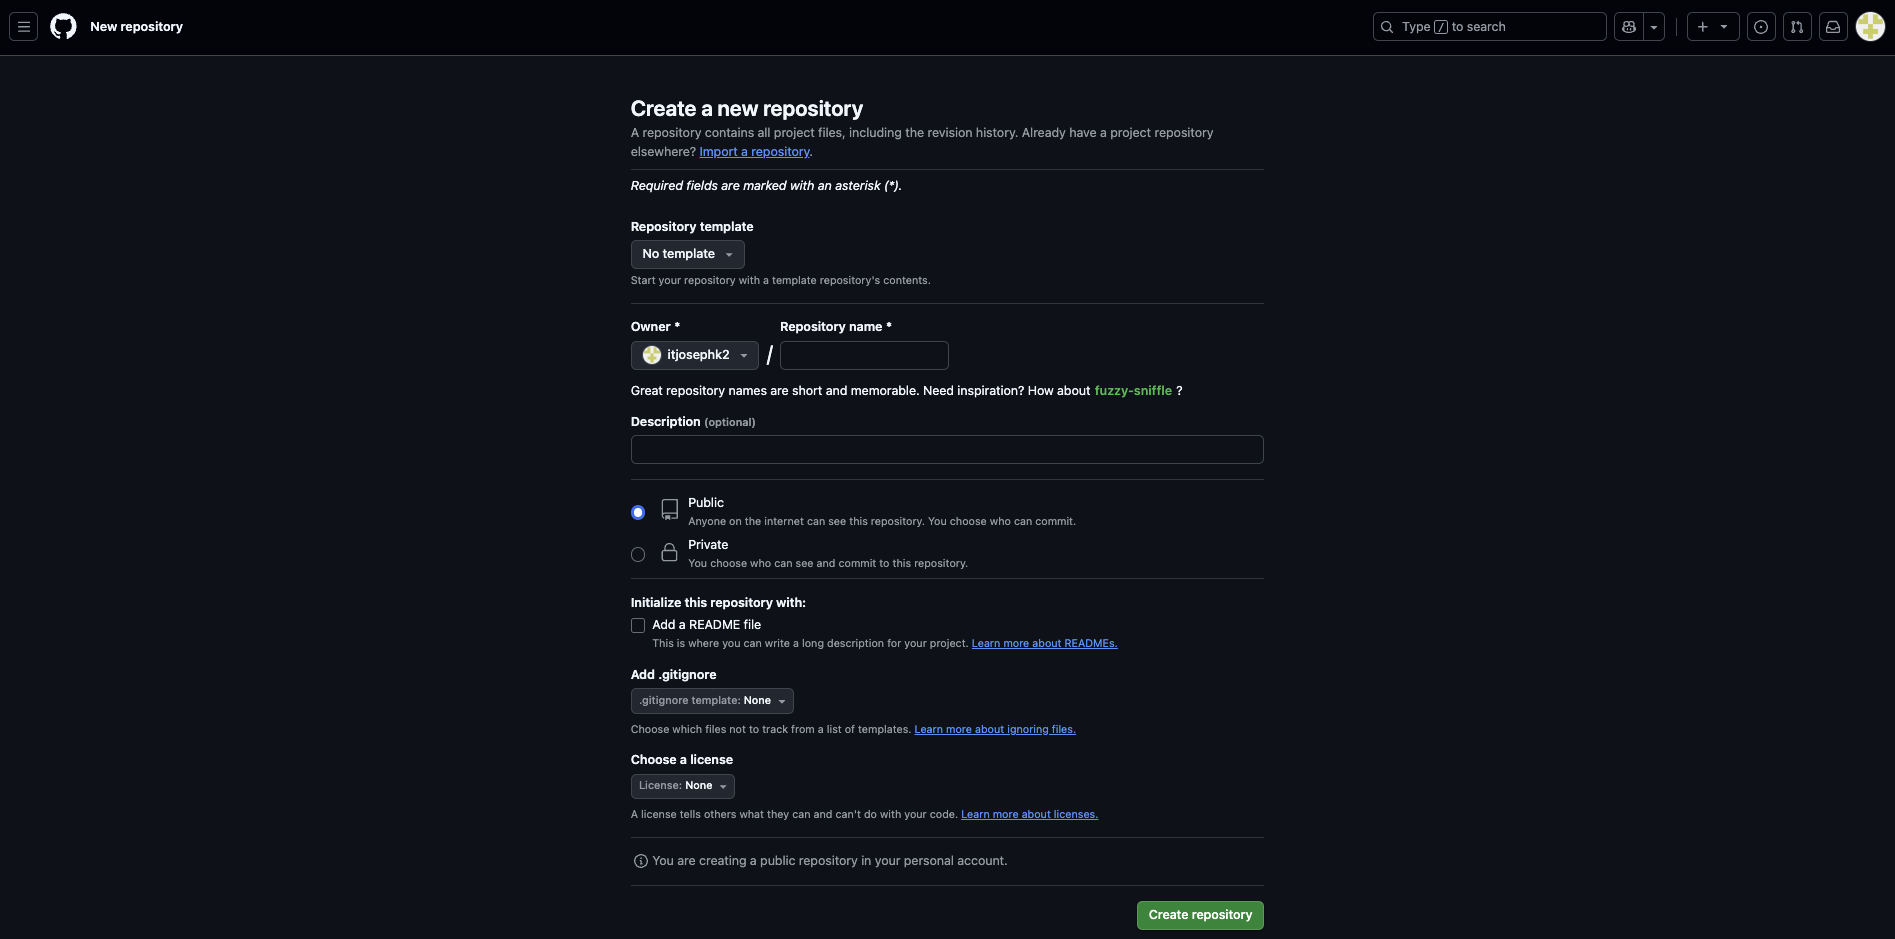 New repository
Type / to search
Create a new repository
A repository contains all project files, including the revision history. Already have a project repository
elsewhere? Import a repository.
Required fields are marked with an asterisk (*).
Repository template
No template
Start your repository with a template repository's contents.
Owner * Repository name *
itjosephk2 /
Great repository names are short and memorable. Need inspiration? How about fuzzy-sniffle ?
Description (optional)
Public
Anyone on the internet can see this repository. You choose who can commit.
Private
You choose who can see and commit to this repository.
Initialize this repository with:
Add a README file
This is where you can write a long description for your project. Learn more about READMEs.
Add .gitignore
.gitignore template: None
Choose which files not to track from a list of templates. Learn more about ignoring files.
Choose a license
License: None
A license tells others what they can and can't do with your code. Learn more about licenses.
You are creating a public repository in your personal account.
Create repository